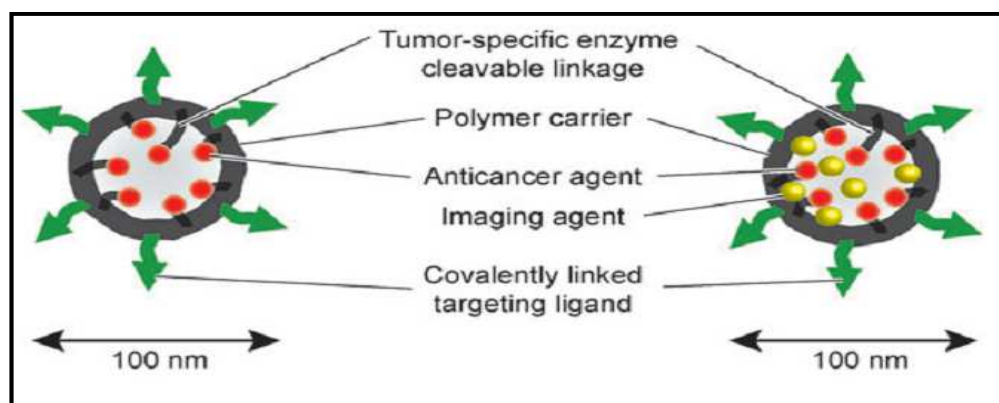 Tumor-specific enzyme
cleavable linkage
Polymer carrier
Anticancer agent
Imaging agent
Covalently linked
targeting ligand
100 nm
100 nm